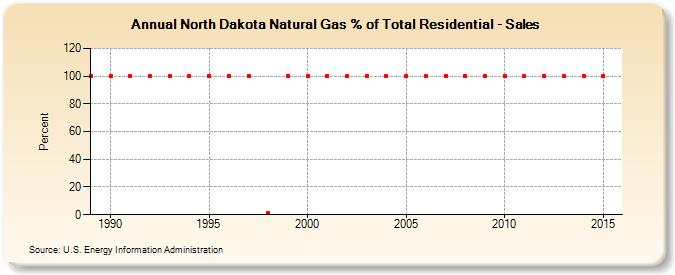 Annual North Dakota Natural Gas % of Total Residential - Sales
Percent
120
100
80
60
40
20
0
1990 1995 2000 2005 2010 2015
Source: U.S. Energy Information Administration